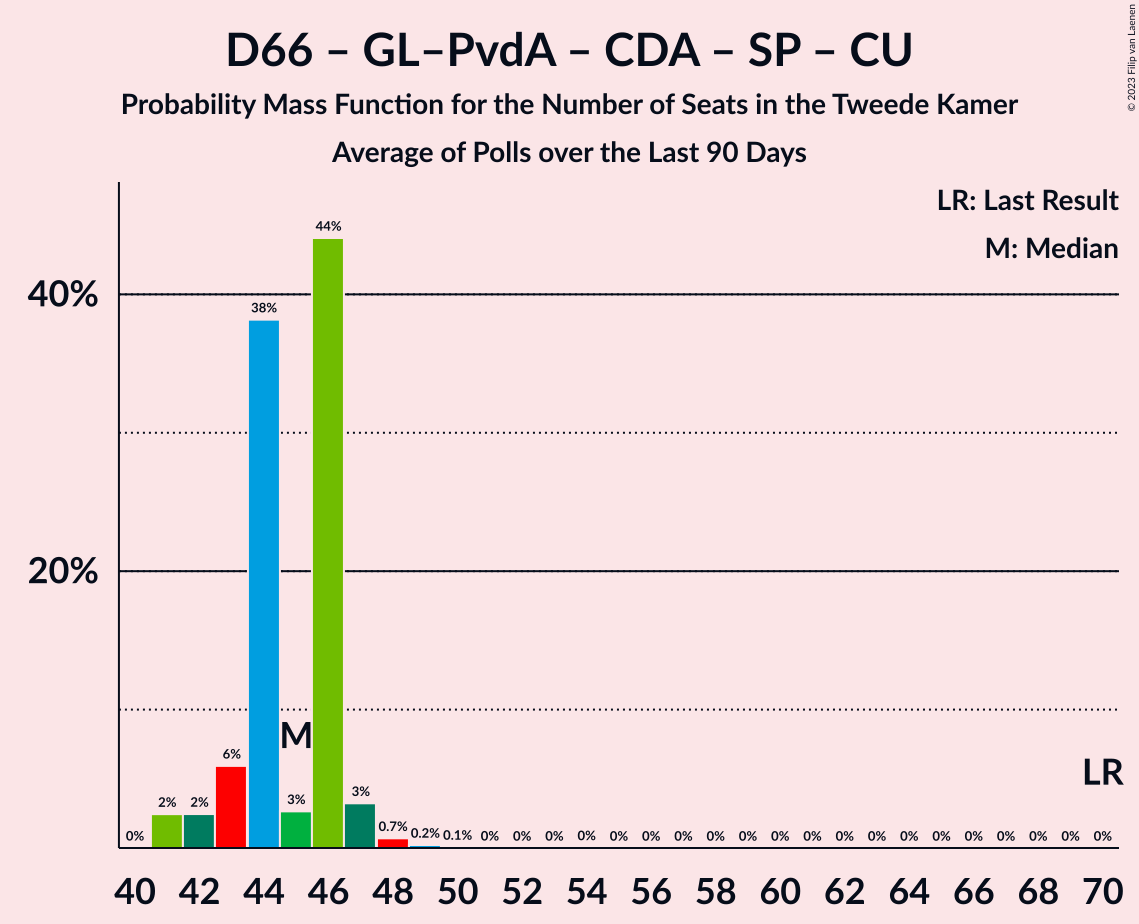 D66 – GL–PvdA – CDA – SP – CU
Probability Mass Function for the Number of Seats in the Tweede Kamer
Average of Polls over the Last 90 Days
© 2023 Filip van Laenen
LR: Last Result
M: Median
44%
40%
38%
20%
M
6%
LR
2% 2% 3% 3%
0% 0.7% 0.2% 0.1% 0% 0% 0% 0% 0% 0% 0% 0% 0% 0% 0% 0% 0% 0% 0% 0% 0% 0% 0% 0%
40 42 44 46 48 50 52 54 56 58 60 62 64 66 68 70